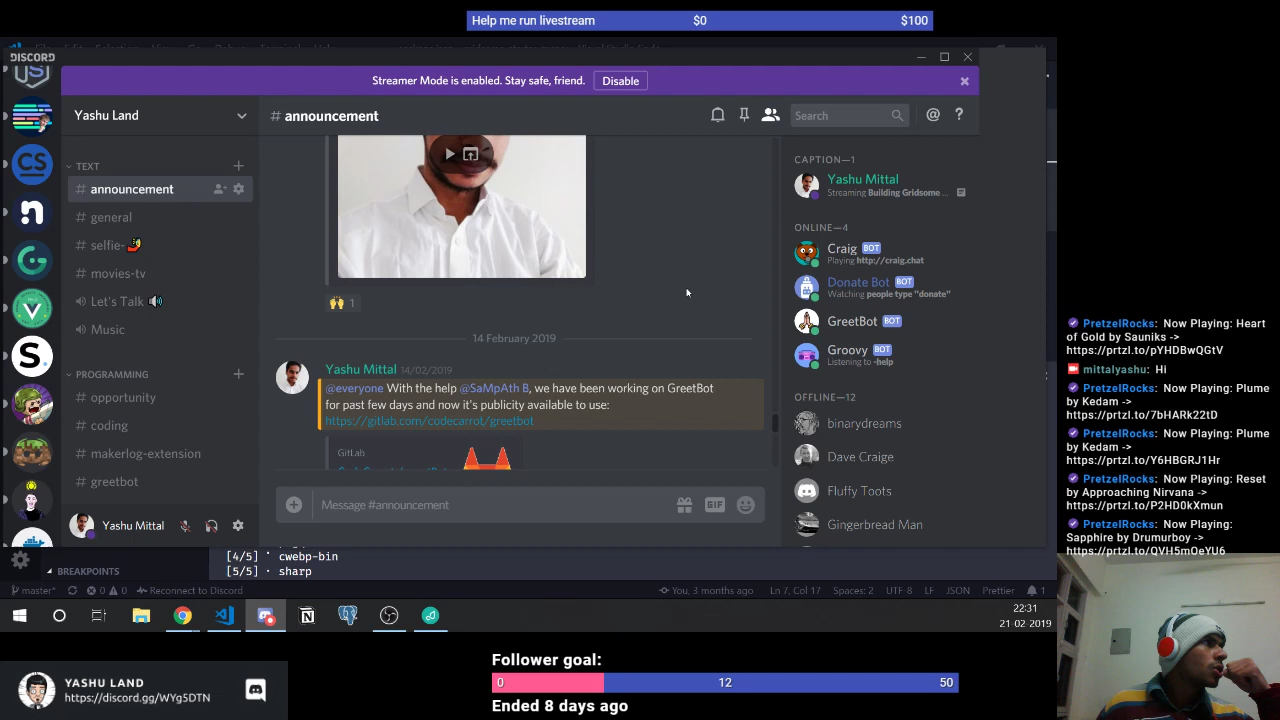 Help me run livestream $0 $100
DISCORD
Streamer Mode is enabled. Stay safe, friend. Disable
Yashu Land
# announcement
Search
TEXT
announcement
general
selfie-
movies-tv
Let's Talk
Music
PROGRAMMING
opportunity
coding
makerlog-extension
greetbot
Yashu Mittal
1
14 February 2019
Yashu Mittal 14/02/2019
@everyone With the help @SaMpAth B, we have been working on GreetBot
for past few days and now it's publicity available to use:
https://gitlab.com/codecarrot/greetbot
GitLab
Message #announcement
GIF
CAPTION—1
Yashu Mittal
Streaming Building Gridsome ...
ONLINE—4
Craig BOT
Playing http://craig.chat
Donate Bot BOT
Watching people type "donate"
GreetBot BOT
Groovy BOT
Listening to -help
OFFLINE—12
binarydreams
Dave Craige
Fluffy Toots
Gingerbread Man
PretzelRocks: Now Playing: Heart
of Gold by Sauniks ->
https://prtzl.to/pYHDBwQGtV
mittalyashu: Hi
PretzelRocks: Now Playing: Plume
by Kedam ->
https://prtzl.to/7bHARk22tD
PretzelRocks: Now Playing: Plume
by Kedam ->
https://prtzl.to/Y6HBGRJ1Hr
PretzelRocks: Now Playing: Reset
by Approaching Nirvana ->
https://prtzl.to/P2HD0kXmun
PretzelRocks: Now Playing:
Sapphire by Drumurboy ->
https://prtzl.to/QVH5mOeYU6
BREAKPOINTS
[4/5] · cwebp-bin
[5/5] · sharp
master* 0 0 Reconnect to Discord
You, 3 months ago Ln 7, Col 17 Spaces: 2 UTF-8 LF JSON Prettier 1
22:31
21-02-2019
YASHU LAND
https://discord.gg/WYg5DTN
Follower goal:
0 12 50
Ended 8 days ago